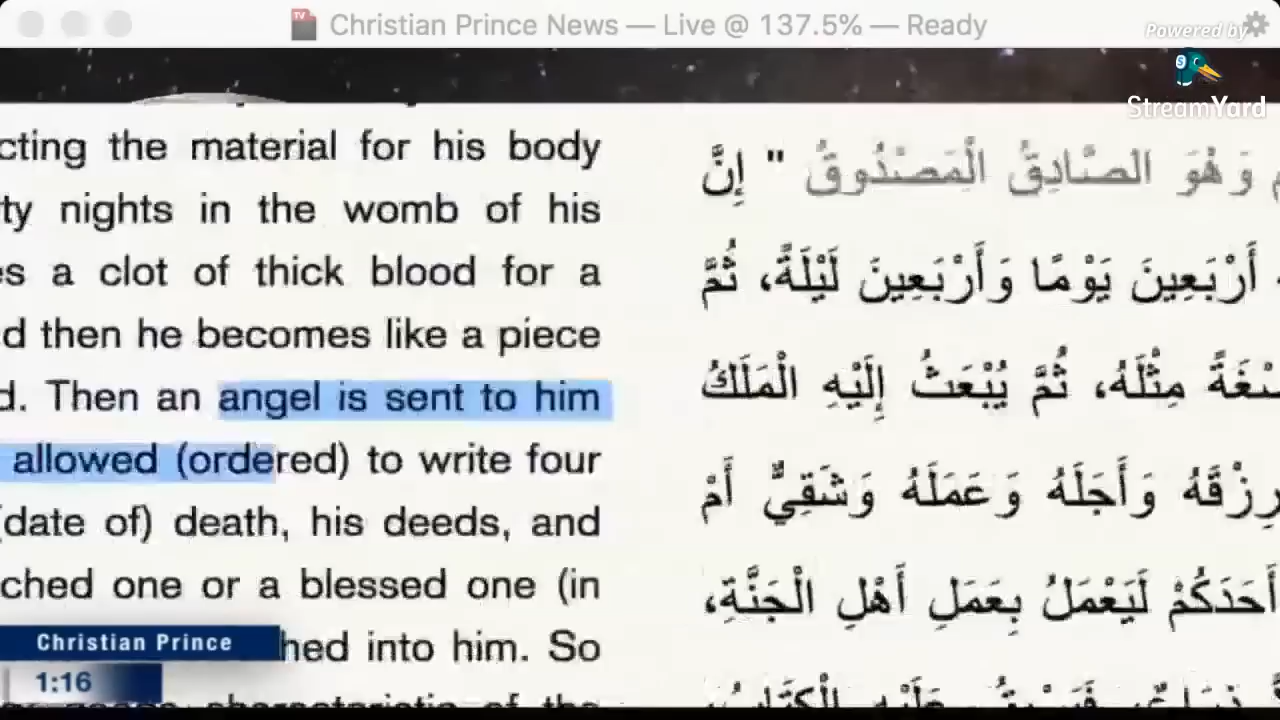 Christian Prince News — Live @ 137.5% — Ready
Powered by
StreamYard
cting the material for his body
ty nights in the womb of his
es a clot of thick blood for a
d then he becomes like a piece
d. Then an angel is sent to him
allowed (ordered) to write four
(date of) death, his deeds, and
ched one or a blessed one (in
hed into him. So
characteristic of the
وَهُوَ الصَّادِقُ الْمَصْدُوقُ " إِنَّ
أَرْبَعِينَ يَوْمًا وَأَرْبَعِينَ لَيْلَةً، ثُمَّ
ضْغَةً مِثْلَهُ، ثُمَّ يُبْعَثُ إِلَيْهِ الْمَلَكُ
رِزْقَهُ وَأَجَلَهُ وَعَمَلَهُ وَشَقِيٌّ أَمْ
أَحَدَكُمْ لَيَعْمَلُ بِعَمَلِ أَهْلِ الْجَنَّةِ،
Christian Prince
1:16